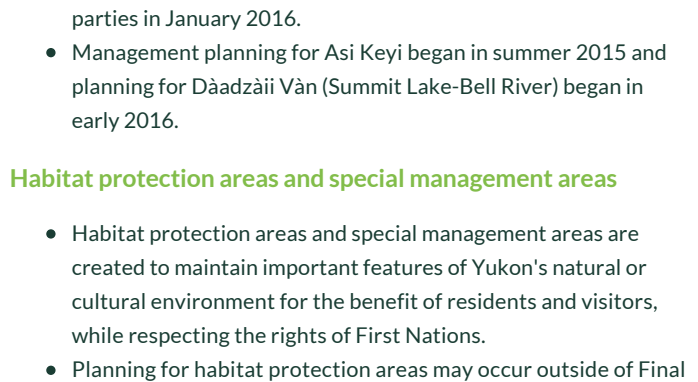 parties in January 2016.
● Management planning for Asi Keyi began in summer 2015 and
planning for Dàadzàii Vàn (Summit Lake-Bell River) began in
early 2016.
Habitat protection areas and special management areas
● Habitat protection areas and special management areas are
created to maintain important features of Yukon's natural or
cultural environment for the benefit of residents and visitors,
while respecting the rights of First Nations.
● Planning for habitat protection areas may occur outside of Final